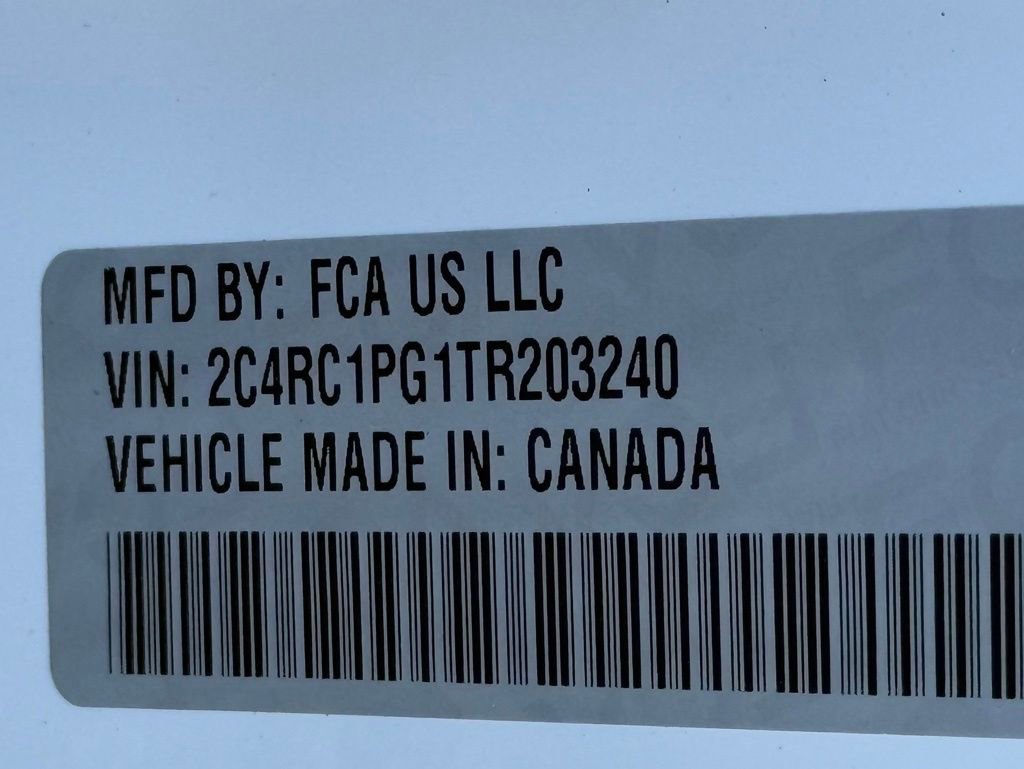 MFD BY: FCA US LLC
VIN: 2C4RC1PG1TR203240
VEHICLE MADE IN: CANADA